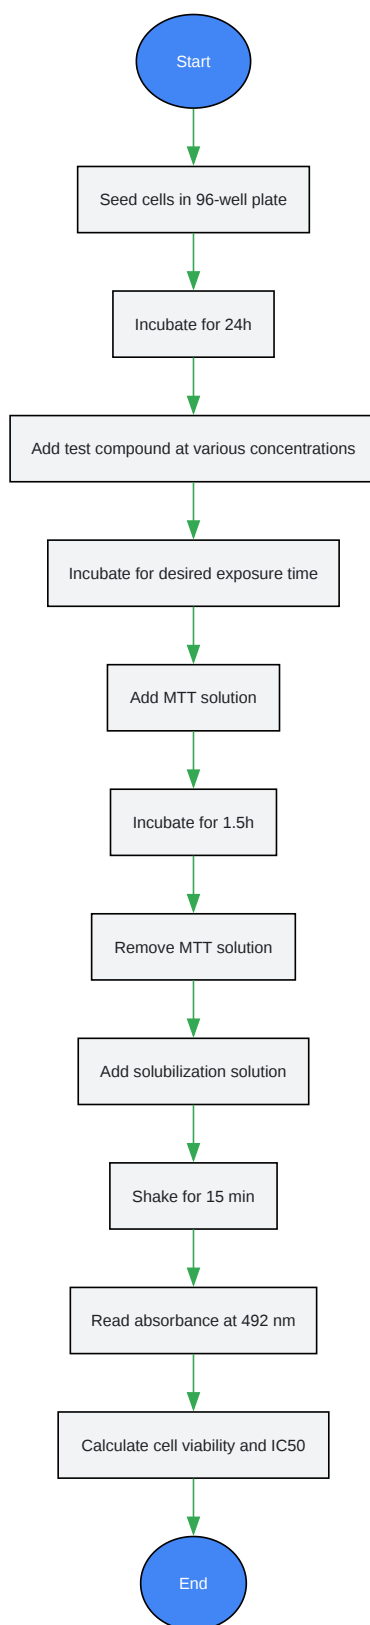 Start
Seed cells in 96-well plate
Incubate for 24h
Add test compound at various concentrations
Incubate for desired exposure time
Add MTT solution
Incubate for 1.5h
Remove MTT solution
Add solubilization solution
Shake for 15 min
Read absorbance at 492 nm
Calculate cell viability and IC50
End